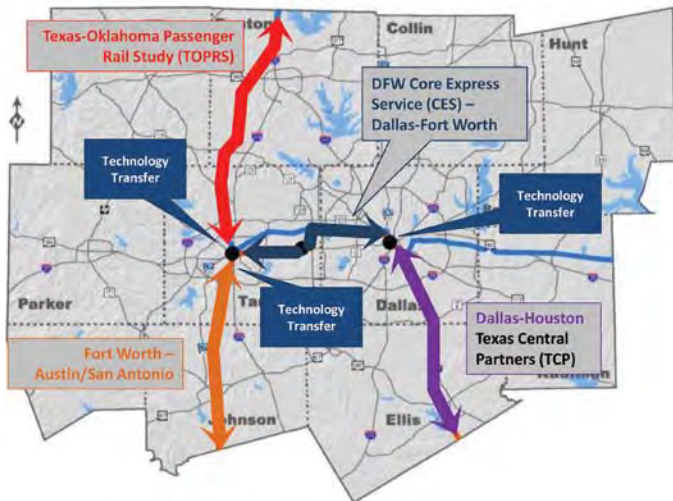 Texas-Oklahoma Passenger
Rail Study (TOPRS)
Collin
Hunt
DFW Core Express
Service (CES) –
Dallas-Fort Worth
Technology
Transfer
Technology
Transfer
Parker
Dallas
Technology
Transfer
Dallas-Houston
Texas Central
Partners (TCP)
Fort Worth –
Austin/San Antonio
Johnson
Ellis